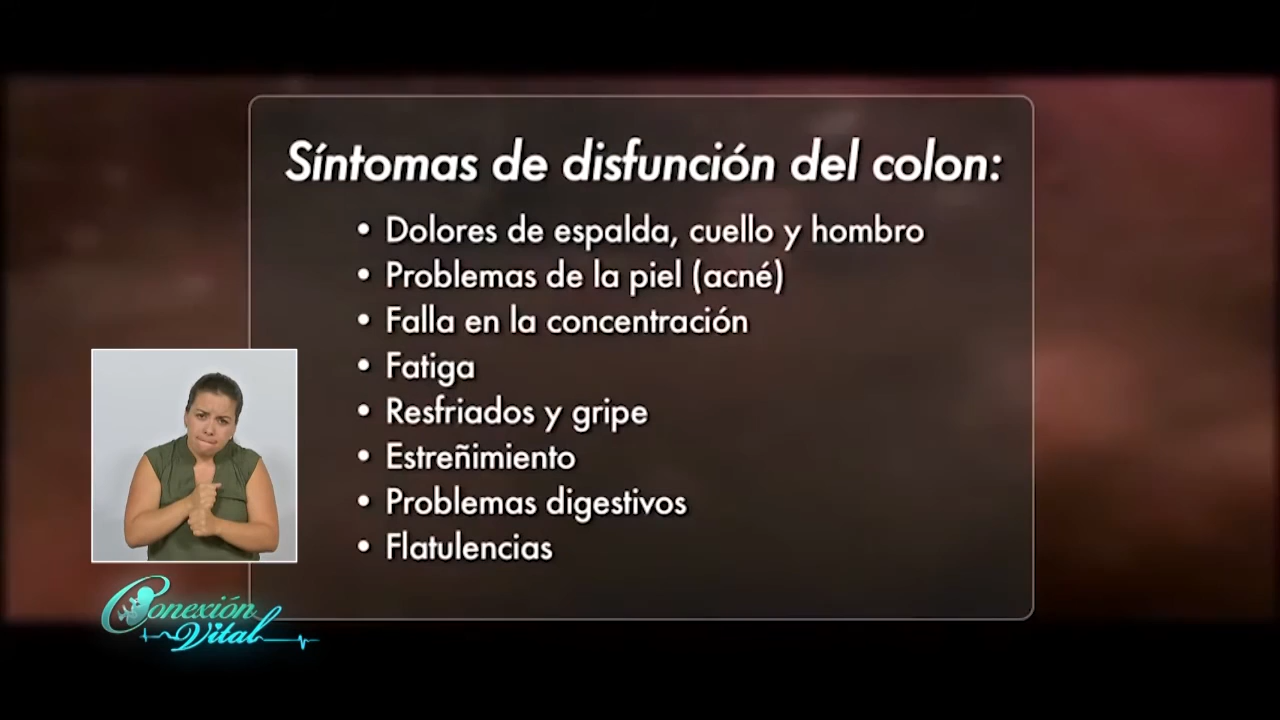 Síntomas de disfunción del colon:
• Dolores de espalda, cuello y hombro
• Problemas de la piel (acné)
• Falla en la concentración
• Fatiga
• Resfriados y gripe
• Estreñimiento
• Problemas digestivos
• Flatulencias
Conexión
Vital